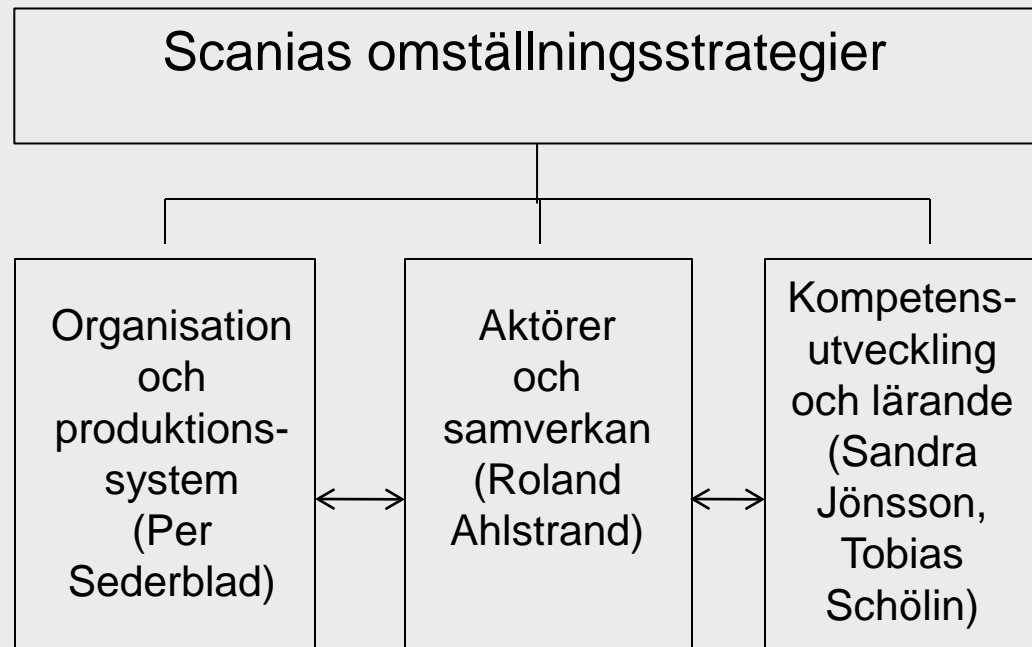 Scanias omställningsstrategier
Organisation
och
produktions-
system
(Per
Sederblad)
Aktörer
och
samverkan
(Roland
Ahlstrand)
Kompetens-
utveckling
och lärande
(Sandra
Jönsson,
Tobias
Schölin)